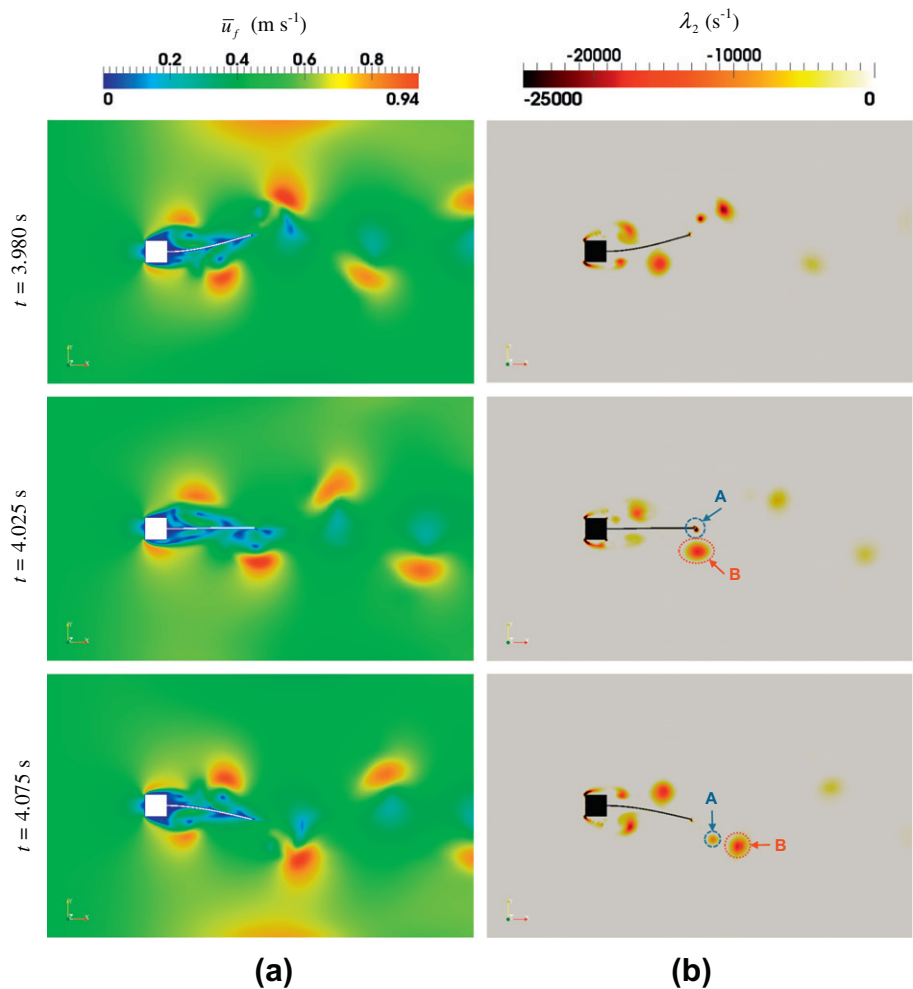 u̅_f (m s⁻¹)
λ₂ (s⁻¹)
0.2 0.4 0.6 0.8
0 0.94
-20000 -10000
-25000 0
t = 3.980 s
t = 4.025 s
A
B
t = 4.075 s
A
B
(a) (b)